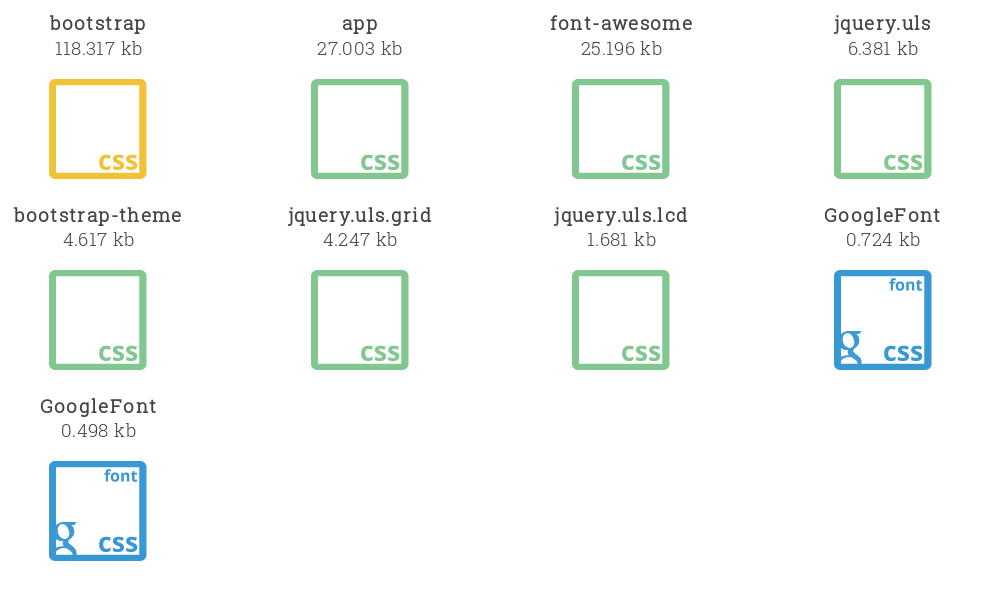 bootstrap
118.317 kb
css
app
27.003 kb
css
font-awesome
25.196 kb
css
jquery.uls
6.381 kb
css
bootstrap-theme
4.617 kb
css
jquery.uls.grid
4.247 kb
css
jquery.uls.lcd
1.681 kb
css
GoogleFont
0.724 kb
font
g css
GoogleFont
0.498 kb
font
g css